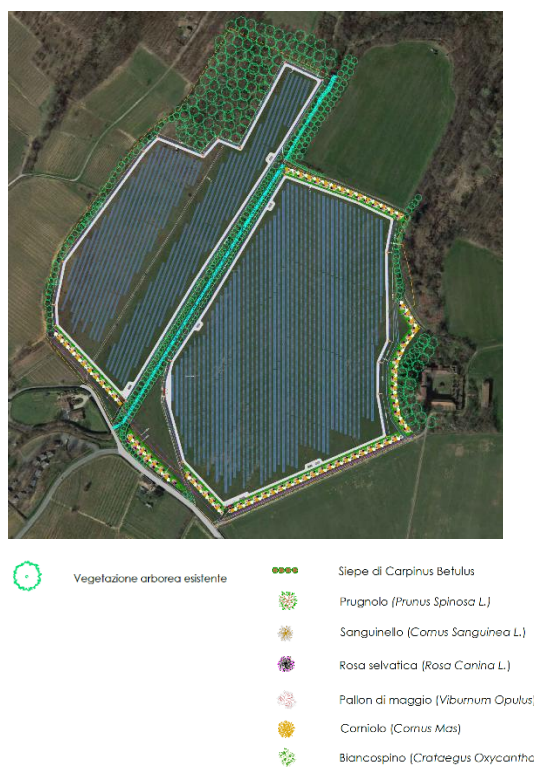 Vegetazione arborea esistente
Siepe di Carpinus Betulus
Prugnolo (Prunus Spinosa L.)
Sanguinello (Cornus Sanguinea L.)
Rosa selvatica (Rosa Canina L.)
Pallon di maggio (Viburnum Opulus)
Corniolo (Cornus Mas)
Biancospino (Crataegus Oxycantha